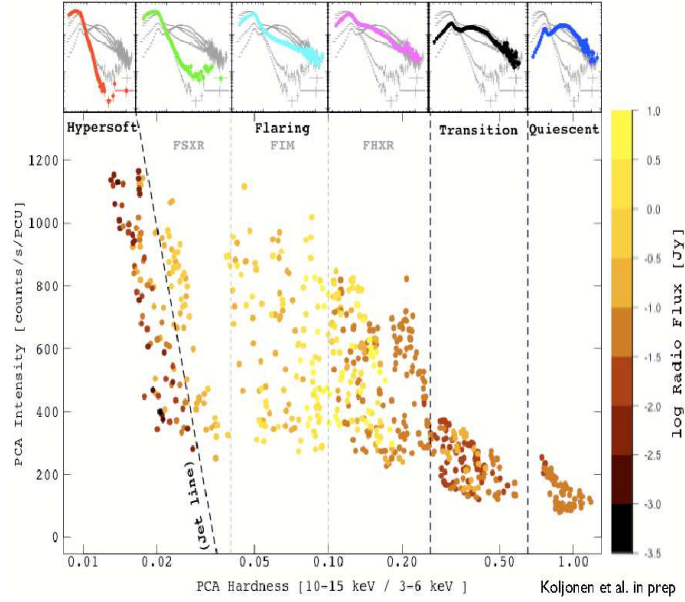 Hypersoft Flaring Transition Quiescent
FSXR FIM FHXR
1200
1000
800
600
400
200
0
PCA Intensity [counts/s/PCU]
(Jet line)
0.01 0.02 0.05 0.10 0.20 0.50 1.00
PCA Hardness [10-15 keV / 3-6 keV ]
Koljonen et al. in prep
1.0
0.5
0.0
-0.5
-1.0
-1.5
-2.0
-2.5
-3.0
-3.5
log Radio Flux [Jy]